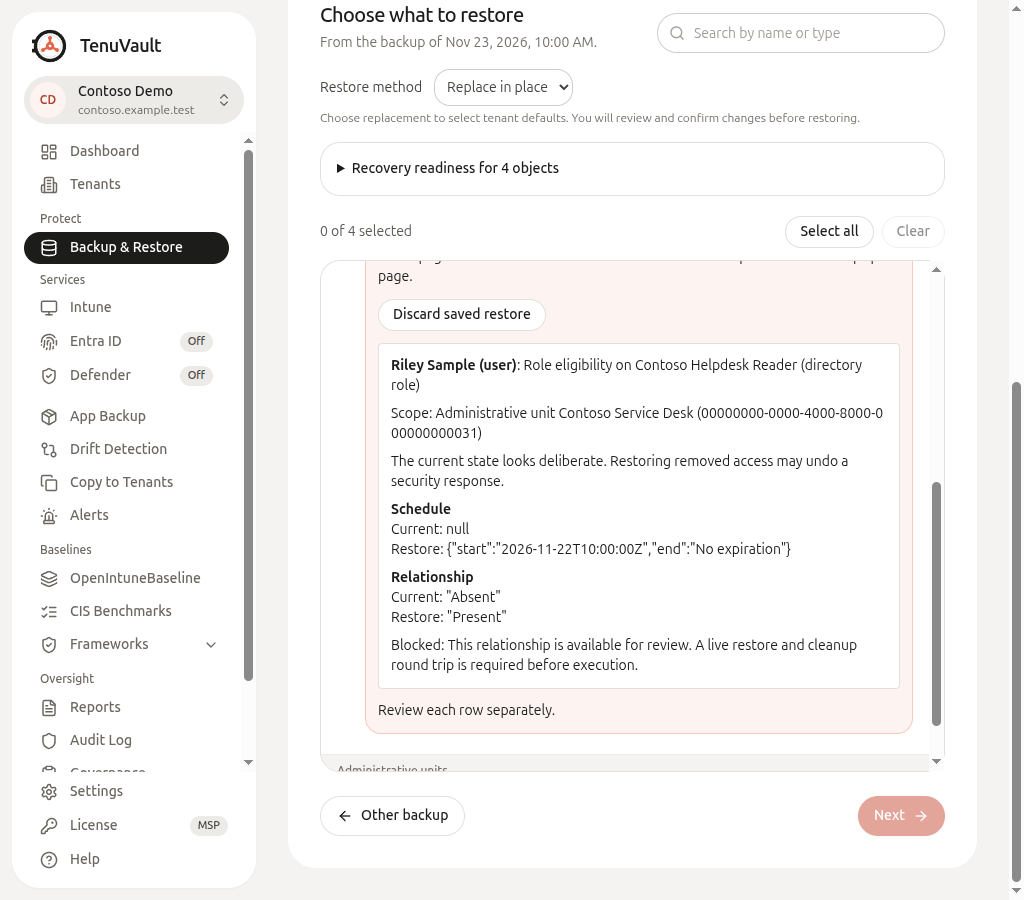 TenuVault
CD
Contoso Demo
contoso.example.test
Dashboard
Tenants
Protect
Backup & Restore
Services
Intune
Entra ID
Off
Defender
Off
App Backup
Drift Detection
Copy to Tenants
Alerts
Baselines
OpenIntuneBaseline
CIS Benchmarks
Frameworks
Oversight
Reports
Audit Log
Governance
Settings
License
MSP
Help
Choose what to restore
From the backup of Nov 23, 2026, 10:00 AM.
Search by name or type
Restore method
Replace in place
Choose replacement to select tenant defaults. You will review and confirm changes before restoring.
Recovery readiness for 4 objects
0 of 4 selected
Select all
Clear
page.
Discard saved restore
Riley Sample (user): Role eligibility on Contoso Helpdesk Reader (directory
role)
Scope: Administrative unit Contoso Service Desk (00000000-0000-4000-8000-0
00000000031)
The current state looks deliberate. Restoring removed access may undo a
security response.
Schedule
Current: null
Restore: {"start":"2026-11-22T10:00:00Z","end":"No expiration"}
Relationship
Current: "Absent"
Restore: "Present"
Blocked: This relationship is available for review. A live restore and cleanup
round trip is required before execution.
Review each row separately.
Administrative units
Other backup
Next